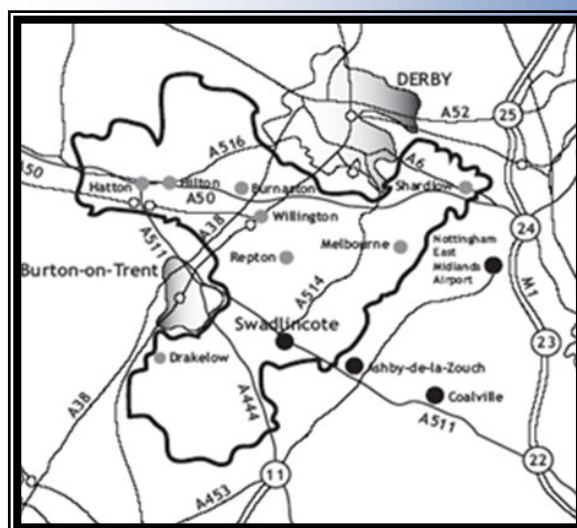 DERBY
A52
25
A516
A6
A50
Hatton
Hilton
Burnaston
A50
Shardlow
A38
Willington
24
A511
Melbourne
Nottingham
East
Midlands
Airport
Repton
Burton-on-Trent
A514
M1
Swadlincote
23
Drakelow
Ashby-de-la-Zouch
A38
A444
Coalville
A511
22
11
A453